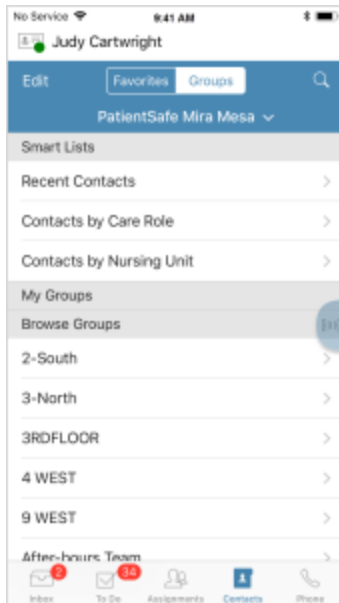 No Service 9:41 AM
Judy Cartwright
Edit Favorites Groups
PatientSafe Mira Mesa
Smart Lists
Recent Contacts
Contacts by Care Role
Contacts by Nursing Unit
My Groups
Browse Groups
2-South
3-North
3RDFLOOR
4 WEST
9 WEST
After-hours Team
2 34
Inbox To Do Assignments Contacts Phone